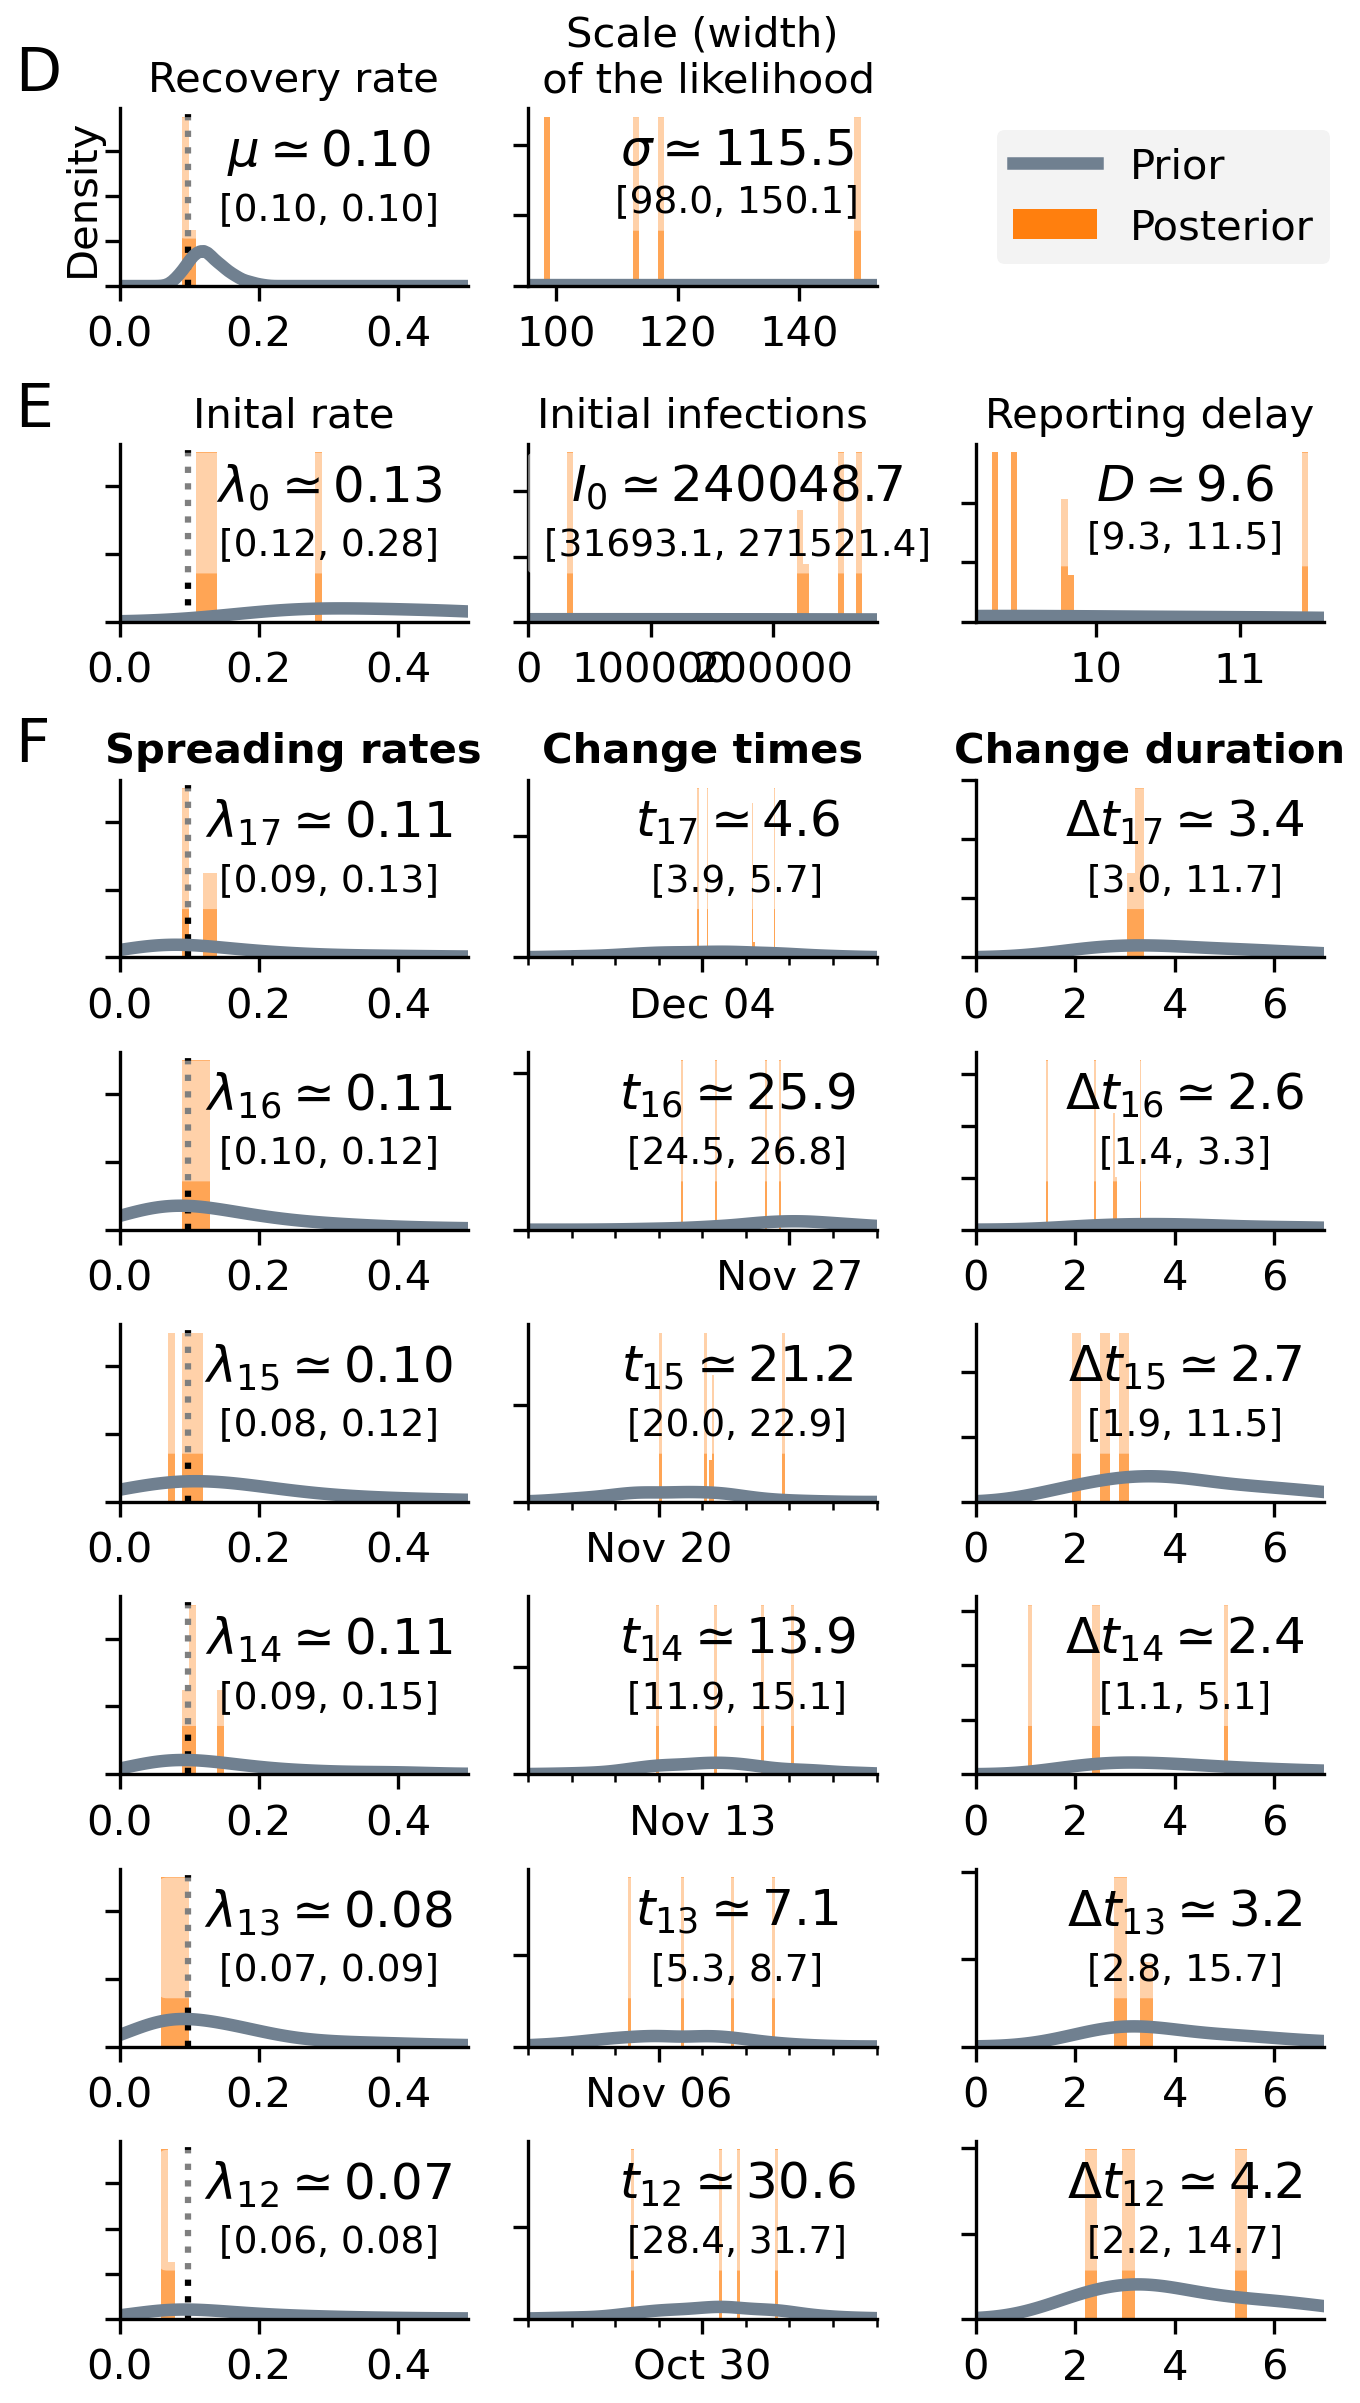 D
Recovery rate
Density
μ ≃ 0.10
[0.10, 0.10]
0.0 0.2 0.4
Scale (width)
of the likelihood
σ ≃ 115.5
[98.0, 150.1]
100 120 140
Prior
Posterior
E
Inital rate
λ0 ≃ 0.13
[0.12, 0.28]
0.0 0.2 0.4
Initial infections
I0 ≃ 240048.7
[31693.1, 271521.4]
0 100000 200000
Reporting delay
D ≃ 9.6
[9.3, 11.5]
10 11
F
Spreading rates
λ17 ≃ 0.11
[0.09, 0.13]
0.0 0.2 0.4
Change times
t17 ≃ 4.6
[3.9, 5.7]
Dec 04
Change duration
Δt17 ≃ 3.4
[3.0, 11.7]
0 2 4 6
λ16 ≃ 0.11
[0.10, 0.12]
0.0 0.2 0.4
t16 ≃ 25.9
[24.5, 26.8]
Nov 27
Δt16 ≃ 2.6
[1.4, 3.3]
0 2 4 6
λ15 ≃ 0.10
[0.08, 0.12]
0.0 0.2 0.4
t15 ≃ 21.2
[20.0, 22.9]
Nov 20
Δt15 ≃ 2.7
[1.9, 11.5]
0 2 4 6
λ14 ≃ 0.11
[0.09, 0.15]
0.0 0.2 0.4
t14 ≃ 13.9
[11.9, 15.1]
Nov 13
Δt14 ≃ 2.4
[1.1, 5.1]
0 2 4 6
λ13 ≃ 0.08
[0.07, 0.09]
0.0 0.2 0.4
t13 ≃ 7.1
[5.3, 8.7]
Nov 06
Δt13 ≃ 3.2
[2.8, 15.7]
0 2 4 6
λ12 ≃ 0.07
[0.06, 0.08]
0.0 0.2 0.4
t12 ≃ 30.6
[28.4, 31.7]
Oct 30
Δt12 ≃ 4.2
[2.2, 14.7]
0 2 4 6